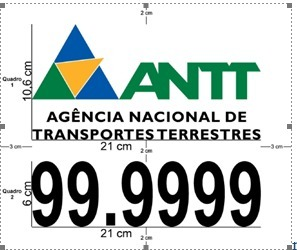 2 cm
Quadro 1
10,6 cm
ANTT
AGÊNCIA NACIONAL DE
TRANSPORTES TERRESTRES
3 cm
21 cm
2 cm
3 cm
Quadro 2
6 cm
99.9999
21 cm
2 cm